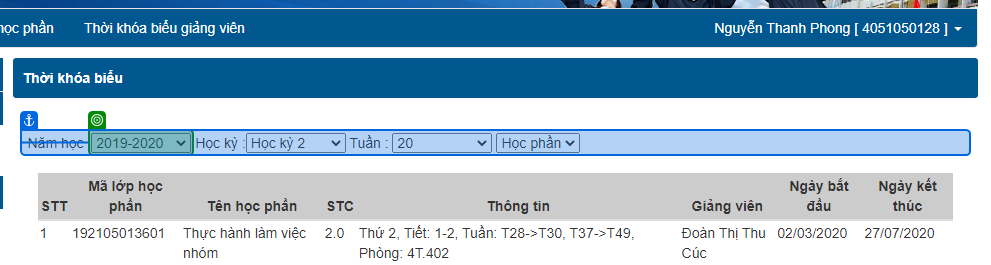 học phần Thời khóa biểu giảng viên Nguyễn Thanh Phong [ 4051050128 ]
Thời khóa biểu
Năm học 2019-2020 Học kỳ : Học kỳ 2 Tuần : 20 Học phần
STT Mã lớp học phần Tên học phần STC Thông tin Giảng viên Ngày bắt đầu Ngày kết thúc
1 192105013601 Thực hành làm việc 2.0 Thứ 2, Tiết: 1-2, Tuần: T28->T30, T37->T49, Đoàn Thị Thu 02/03/2020 27/07/2020
nhóm Phòng: 4T.402 Cúc